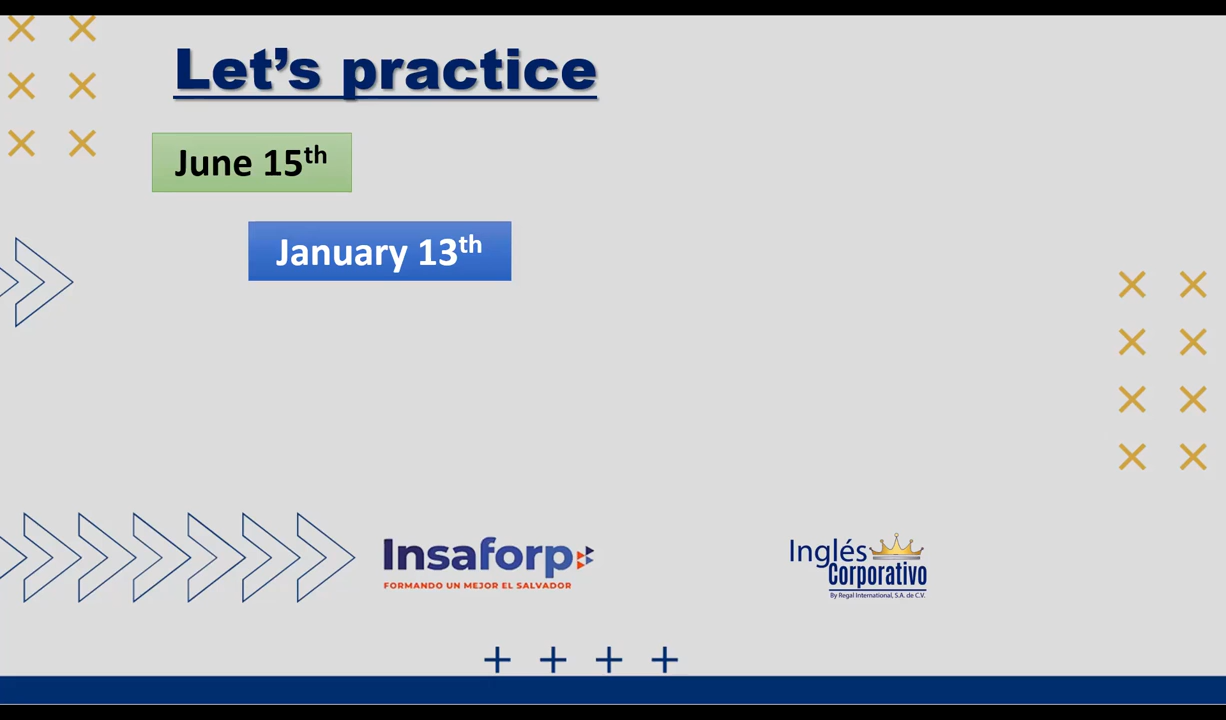 Let’s practice
June 15th
January 13th
Insaforp
FORMANDO UN MEJOR EL SALVADOR
Inglés
Corporativo
By Regal International, S.A. de C.V.